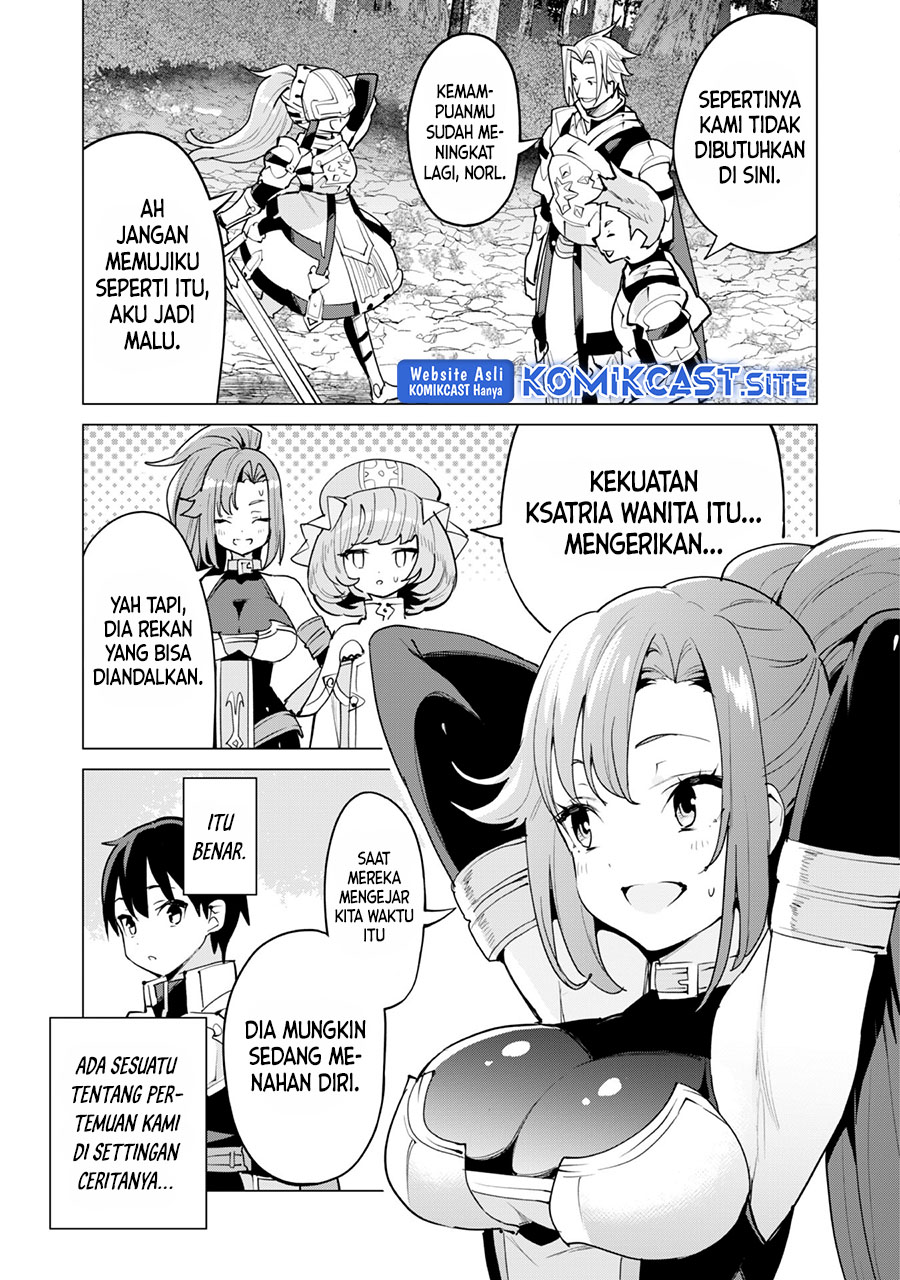 SEPERTINYA
KAMI TIDAK
DIBUTUHKAN
DI SINI.
KEMAM-
PUANMU
SUDAH ME-
NINGKAT
LAGI, NORL.
AH
JANGAN
MEMUJIKU
SEPERTI ITU,
AKU JADI
MALU.
Website Asli
KOMIKCAST Hanya
KOMIKCAST.SITE
KEKUATAN
KSATRIA WANITA ITU...
MENGERIKAN...
YAH TAPI,
DIA REKAN
YANG BISA
DIANDALKAN.
SAAT
MEREKA
MENGEJAR
KITA WAKTU
ITU
DIA MUNGKIN
SEDANG ME-
NAHAN DIRI.
ITU
BENAR.
ADA SESUATU
TENTANG PER-
TEMUAN KAMI
DI SETTINGAN
CERITANYA...